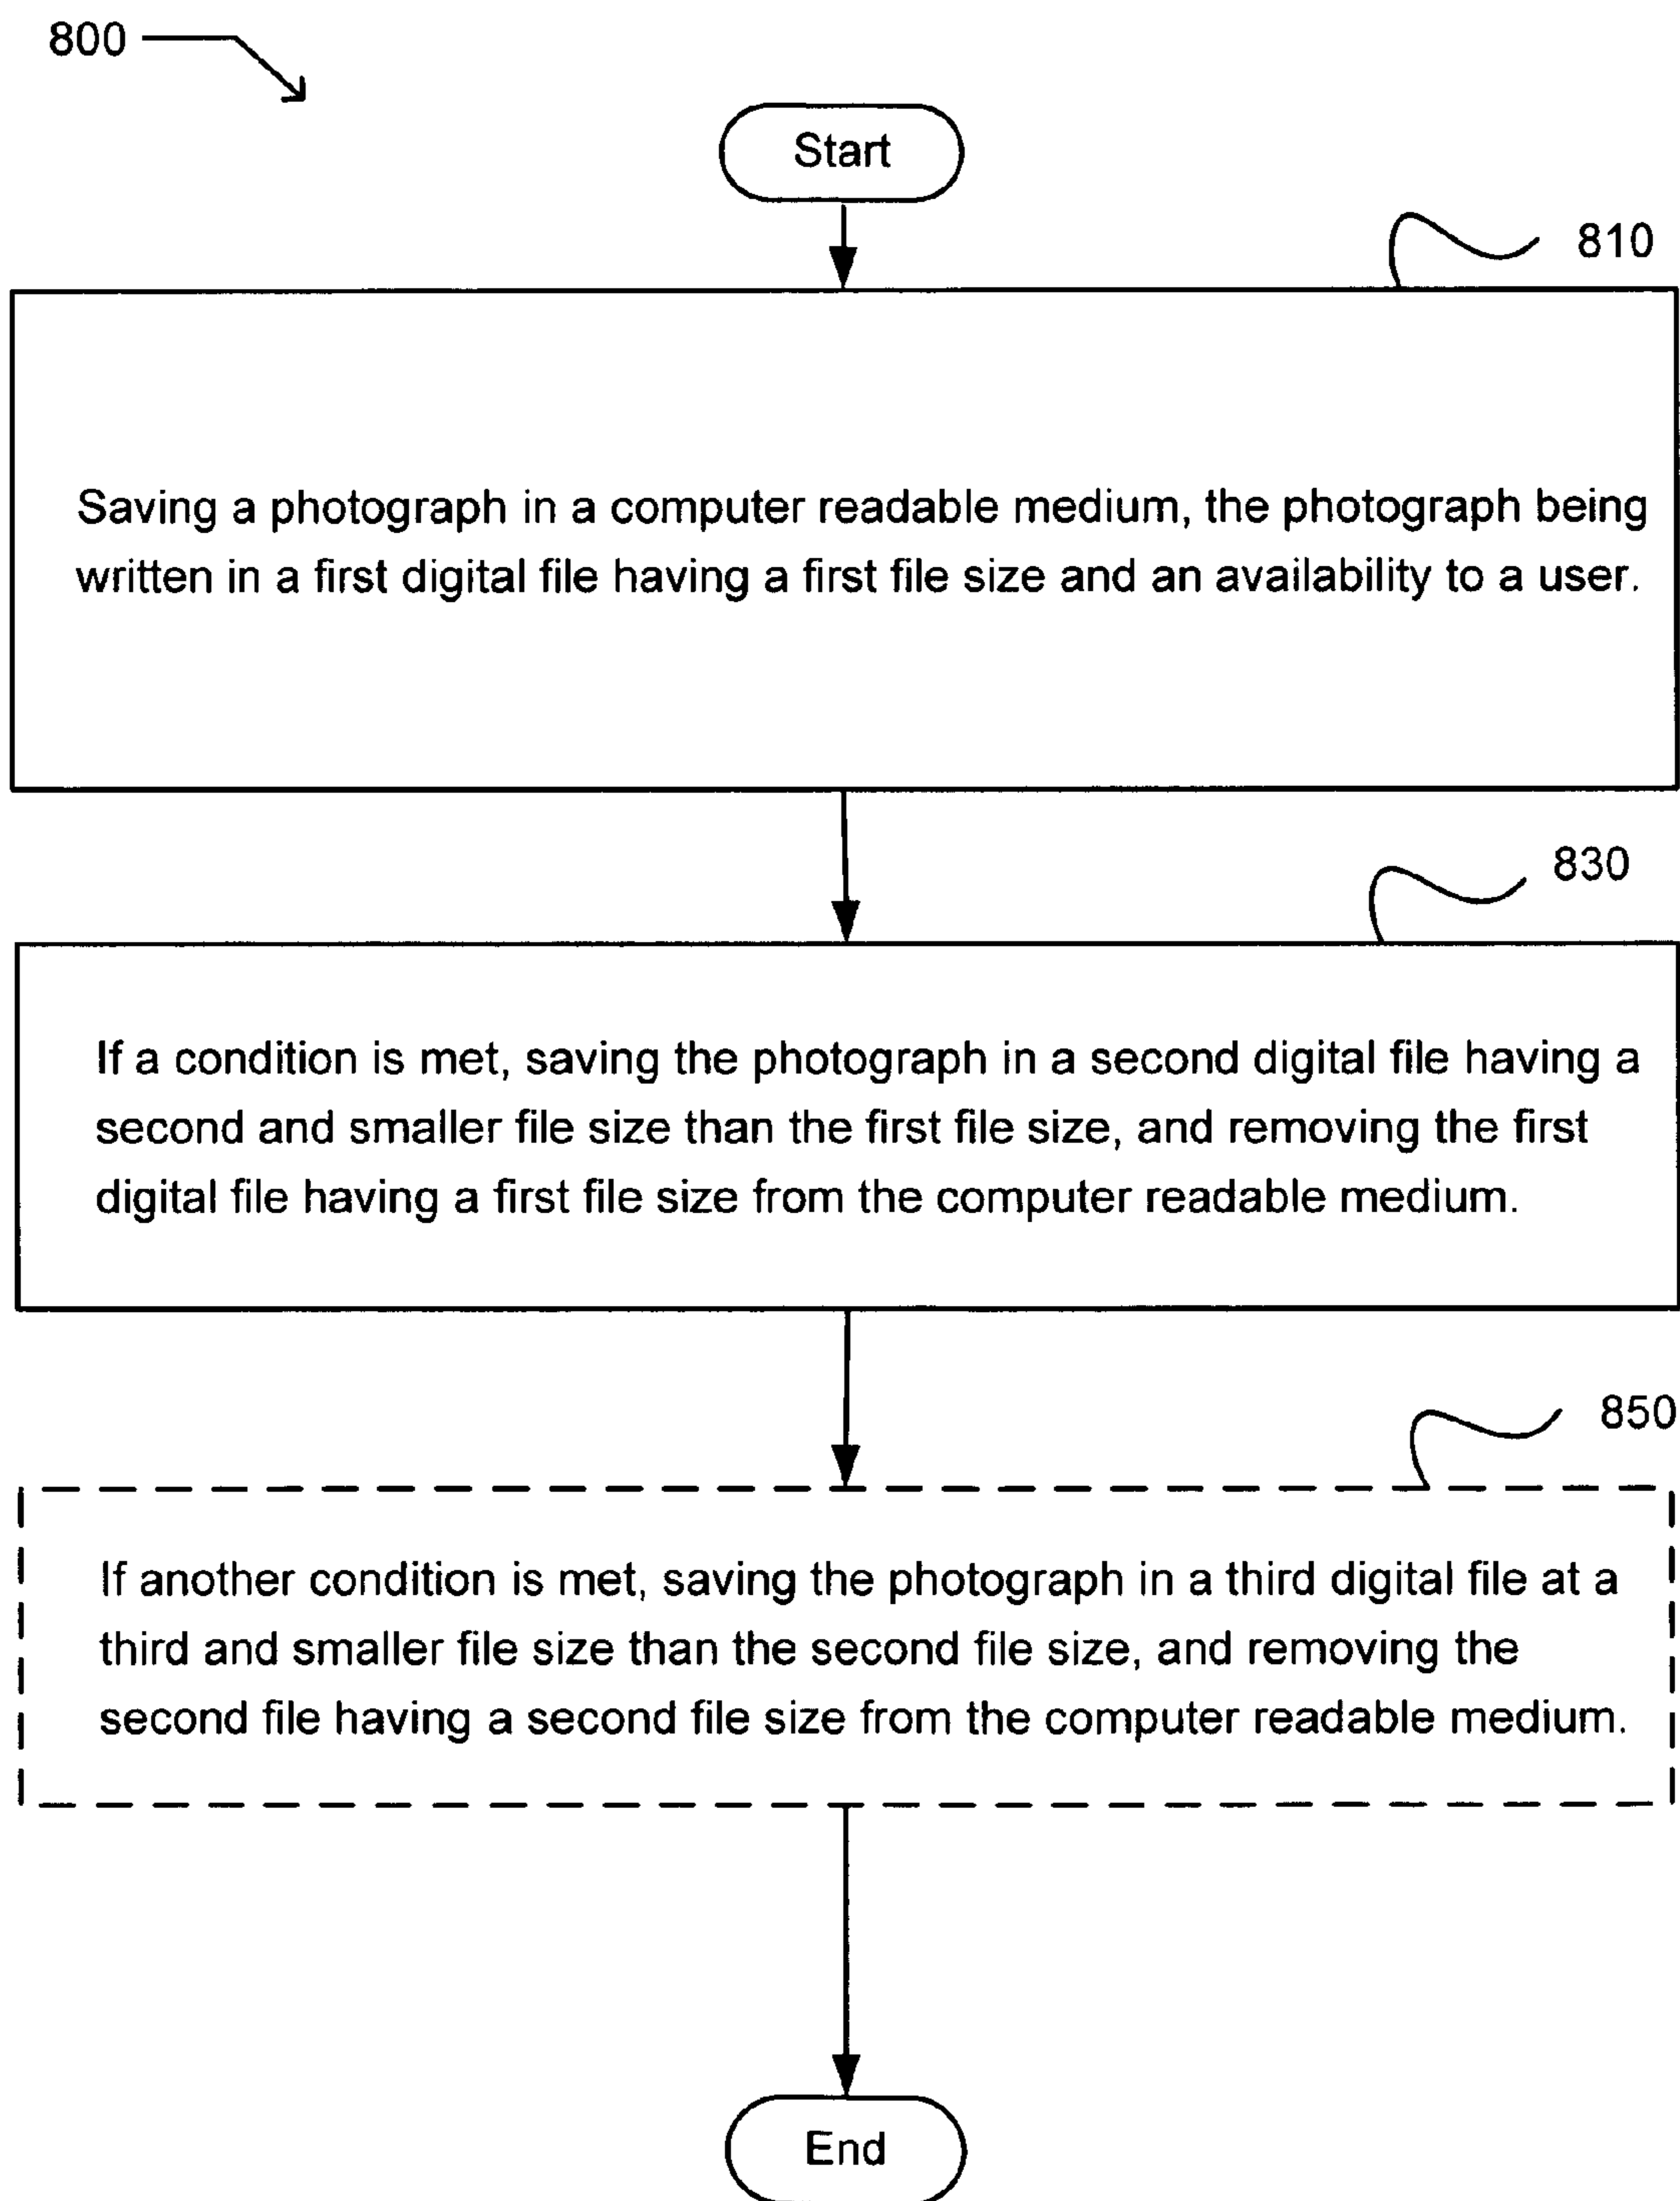 800
Start
810
Saving a photograph in a computer readable medium, the photograph being
written in a first digital file having a first file size and an availability to a user.
830
If a condition is met, saving the photograph in a second digital file having a
second and smaller file size than the first file size, and removing the first
digital file having a first file size from the computer readable medium.
850
If another condition is met, saving the photograph in a third digital file at a
third and smaller file size than the second file size, and removing the
second file having a second file size from the computer readable medium.
End